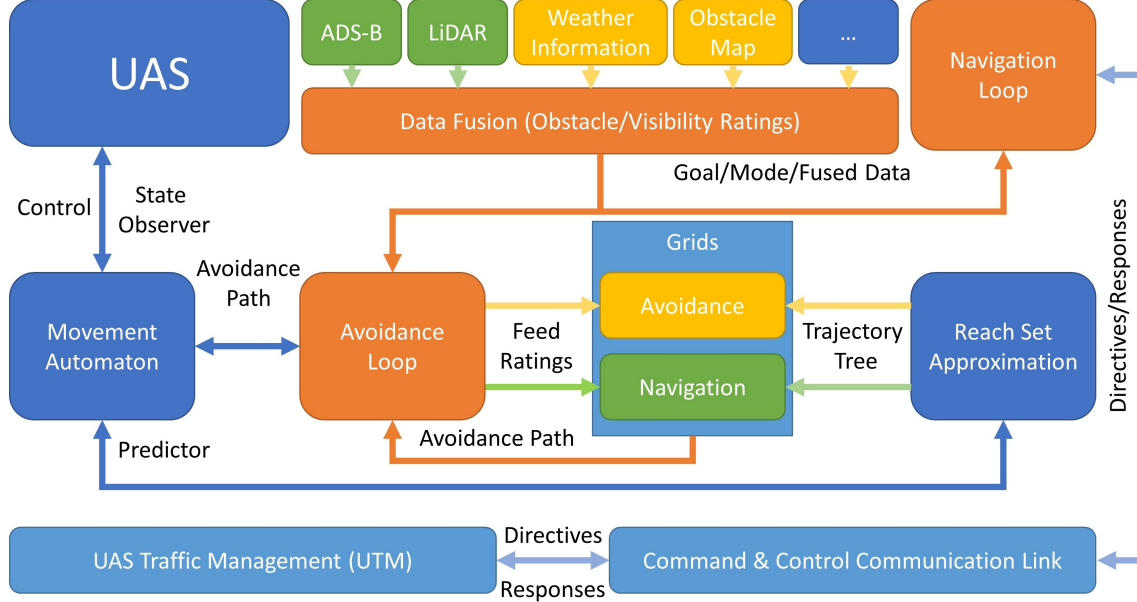 UAS
ADS-B
LiDAR
Weather
Information
Obstacle
Map
...
Navigation
Loop
Data Fusion (Obstacle/Visibility Ratings)
Goal/Mode/Fused Data
Control
State
Observer
Grids
Avoidance
Path
Movement
Automaton
Avoidance
Loop
Feed
Ratings
Avoidance
Navigation
Trajectory
Tree
Reach Set
Approximation
Directives/Responses
Predictor
Avoidance Path
UAS Traffic Management (UTM)
Directives
Responses
Command & Control Communication Link